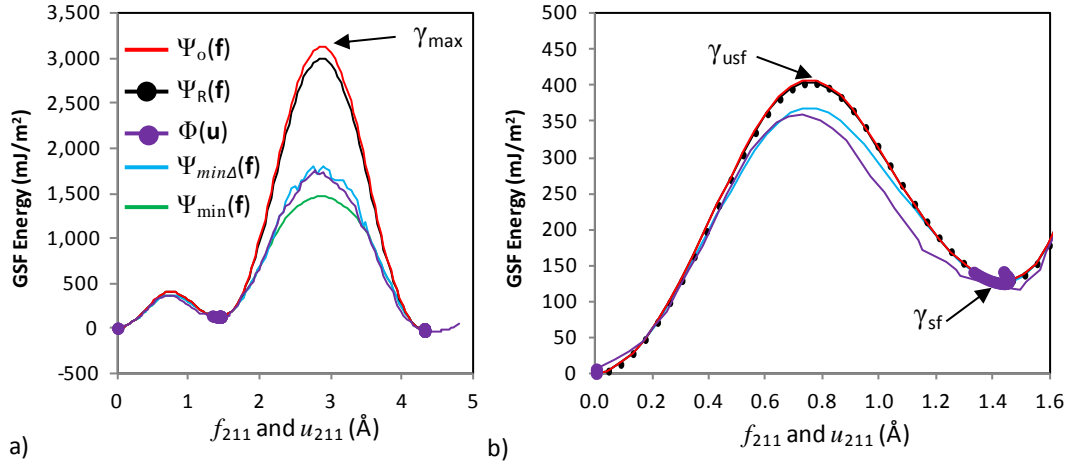 3,500
3,000
2,500
2,000
1,500
1,000
500
0
-500
GSF Energy (mJ/m²)
Ψo(f)
ΨR(f)
Φ(u)
ΨminΔ(f)
Ψmin(f)
γmax
0 1 2 3 4 5
f211 and u211 (Å)
a)
500
450
400
350
300
250
200
150
100
50
0
GSF Energy (mJ/m²)
γusf
γsf
0.0 0.2 0.4 0.6 0.8 1.0 1.2 1.4 1.6
f211 and u211 (Å)
b)